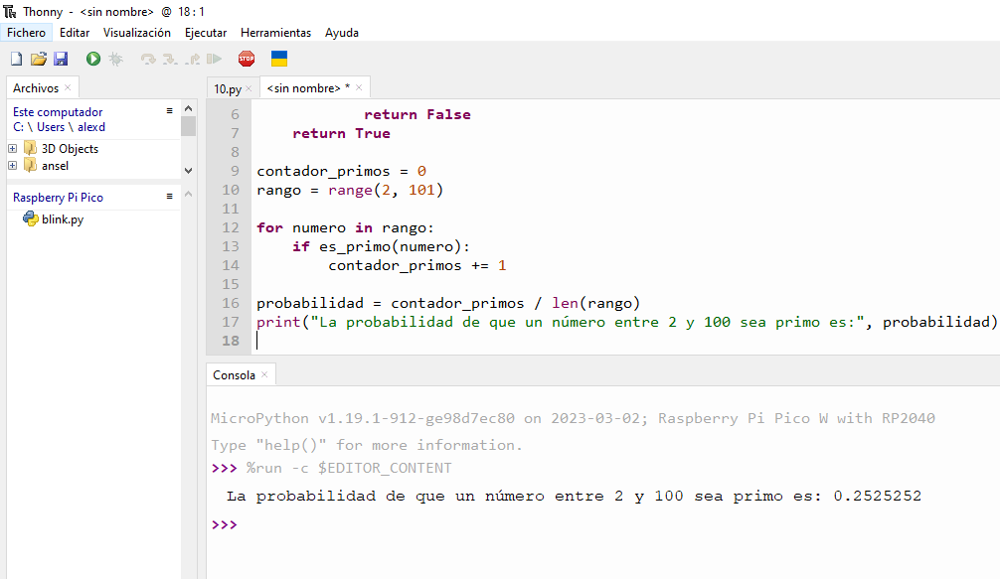 Thonny - <sin nombre> @ 18:1
Fichero Editar Visualización Ejecutar Herramientas Ayuda
STOP
Archivos
Este computador
C: \ Users \ alexd
3D Objects
ansel
Raspberry Pi Pico
blink.py
10.py <sin nombre> *
6 return False
7 return True
8
9 contador_primos = 0
10 rango = range(2, 101)
11
12 for numero in rango:
13 if es_primo(numero):
14 contador_primos += 1
15
16 probabilidad = contador_primos / len(rango)
17 print("La probabilidad de que un número entre 2 y 100 sea primo es:", probabilidad)
18
Consola
MicroPython v1.19.1-912-ge98d7ec80 on 2023-03-02; Raspberry Pi Pico W with RP2040
Type "help()" for more information.
>>> %run -c $EDITOR_CONTENT
La probabilidad de que un número entre 2 y 100 sea primo es: 0.2525252
>>>